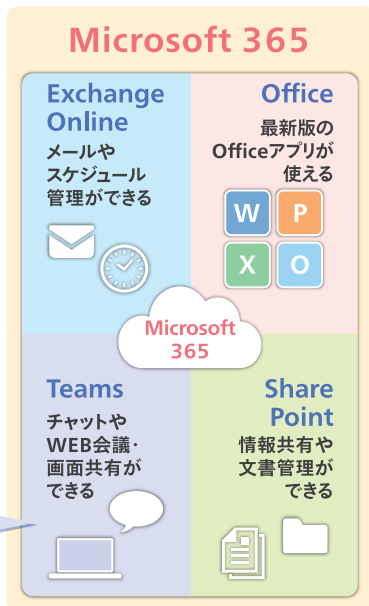 Microsoft 365
Exchange
Online
メールや
スケジュール
管理ができる
Office
最新版の
Officeアプリが
使える
W P
X O
Microsoft
365
Teams
チャットや
WEB会議・
画面共有が
できる
Share
Point
情報共有や
文書管理が
できる